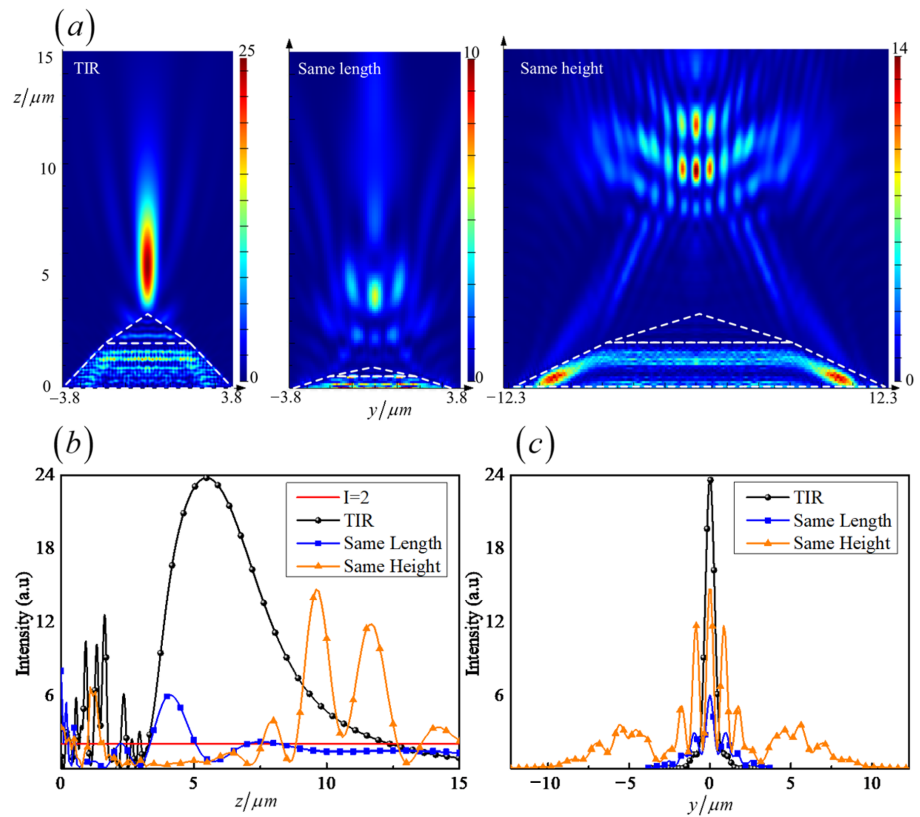 (a)
TIR
Same length
Same height
15
z/μm
10
5
0
25
0
10
0
14
0
−3.8
3.8
−3.8
3.8
−12.3
12.3
y/μm
(b)
24
18
12
6
0
5
10
15
Intensity (a.u)
z/μm
I=2
TIR
Same Length
Same Height
(c)
24
18
12
6
−10
−5
0
5
10
Intensity (a.u)
y/μm
TIR
Same Length
Same Height